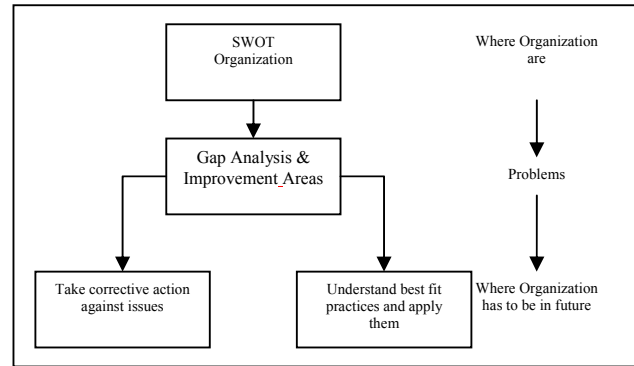 SWOT
Organization
Where Organization
are
Gap Analysis &
Improvement Areas
Problems
Take corrective action
against issues
Understand best fit
practices and apply
them
Where Organization
has to be in future